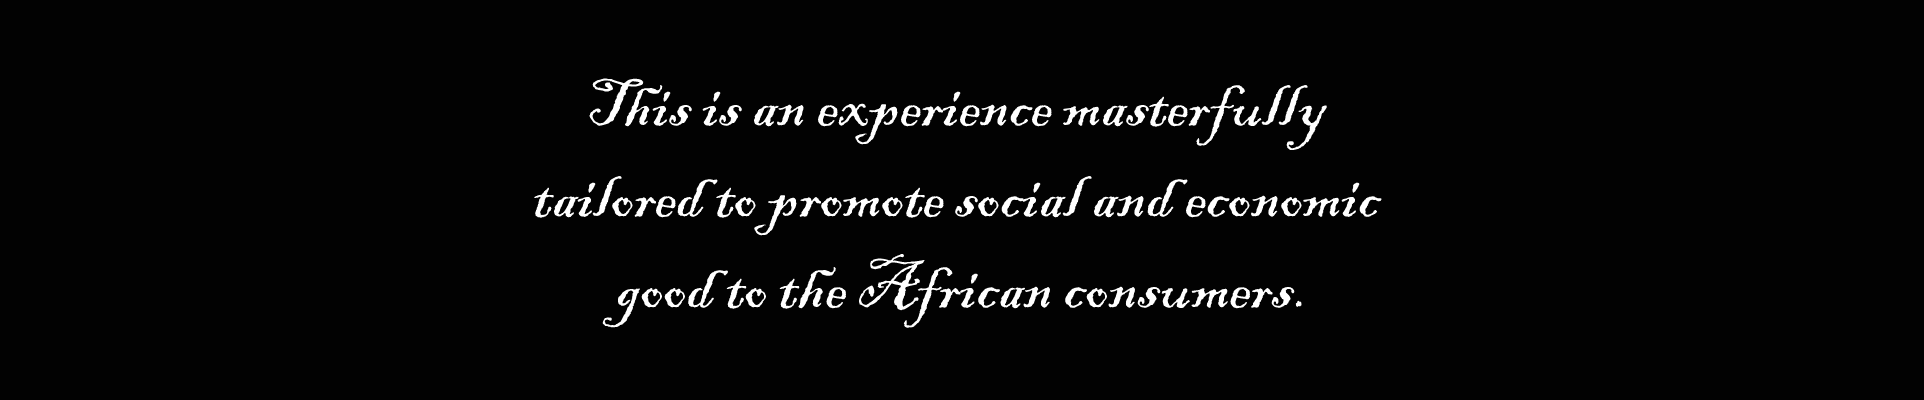 This is an experience masterfully
tailored to promote social and economic
good to the African consumers.